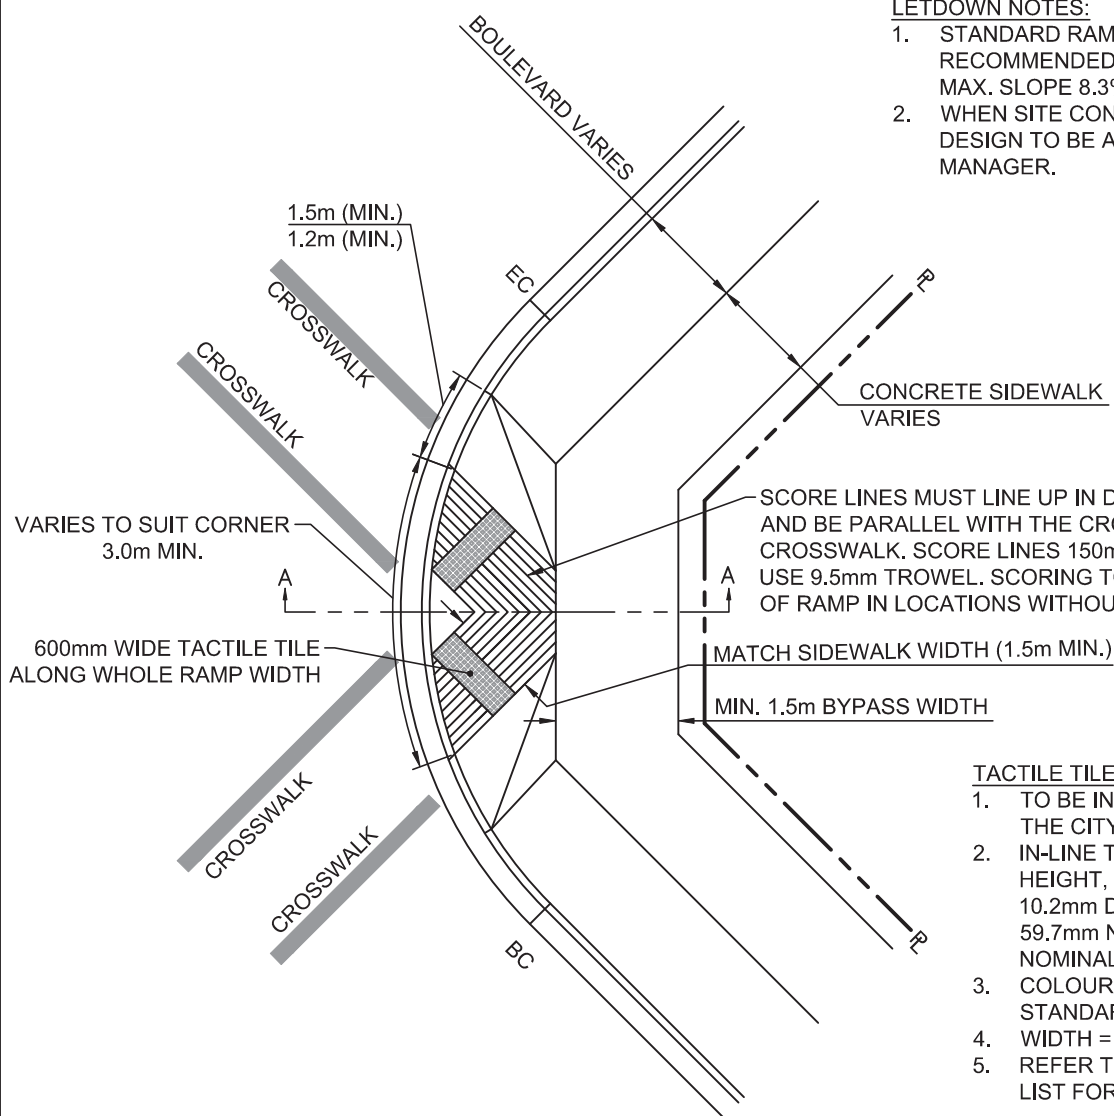 LETDOWN NOTES:
1. STANDARD RAM
RECOMMENDED
MAX. SLOPE 8.3%
2. WHEN SITE CON
DESIGN TO BE A
MANAGER.
BOULEVARD VARIES
1.5m (MIN.)
1.2m (MIN.)
EC
CROSSWALK
CROSSWALK
PL
CONCRETE SIDEWALK
VARIES
SCORE LINES MUST LINE UP IN D
AND BE PARALLEL WITH THE CRO
CROSSWALK. SCORE LINES 150m
USE 9.5mm TROWEL. SCORING TO
OF RAMP IN LOCATIONS WITHOU
VARIES TO SUIT CORNER
3.0m MIN.
A
A
600mm WIDE TACTILE TILE
ALONG WHOLE RAMP WIDTH
MATCH SIDEWALK WIDTH (1.5m MIN.)
MIN. 1.5m BYPASS WIDTH
CROSSWALK
CROSSWALK
BC
PL
TACTILE TILE
1. TO BE IN
THE CITY
2. IN-LINE T
HEIGHT,
10.2mm D
59.7mm N
NOMINAL
3. COLOUR
STANDAR
4. WIDTH =
5. REFER T
LIST FOR